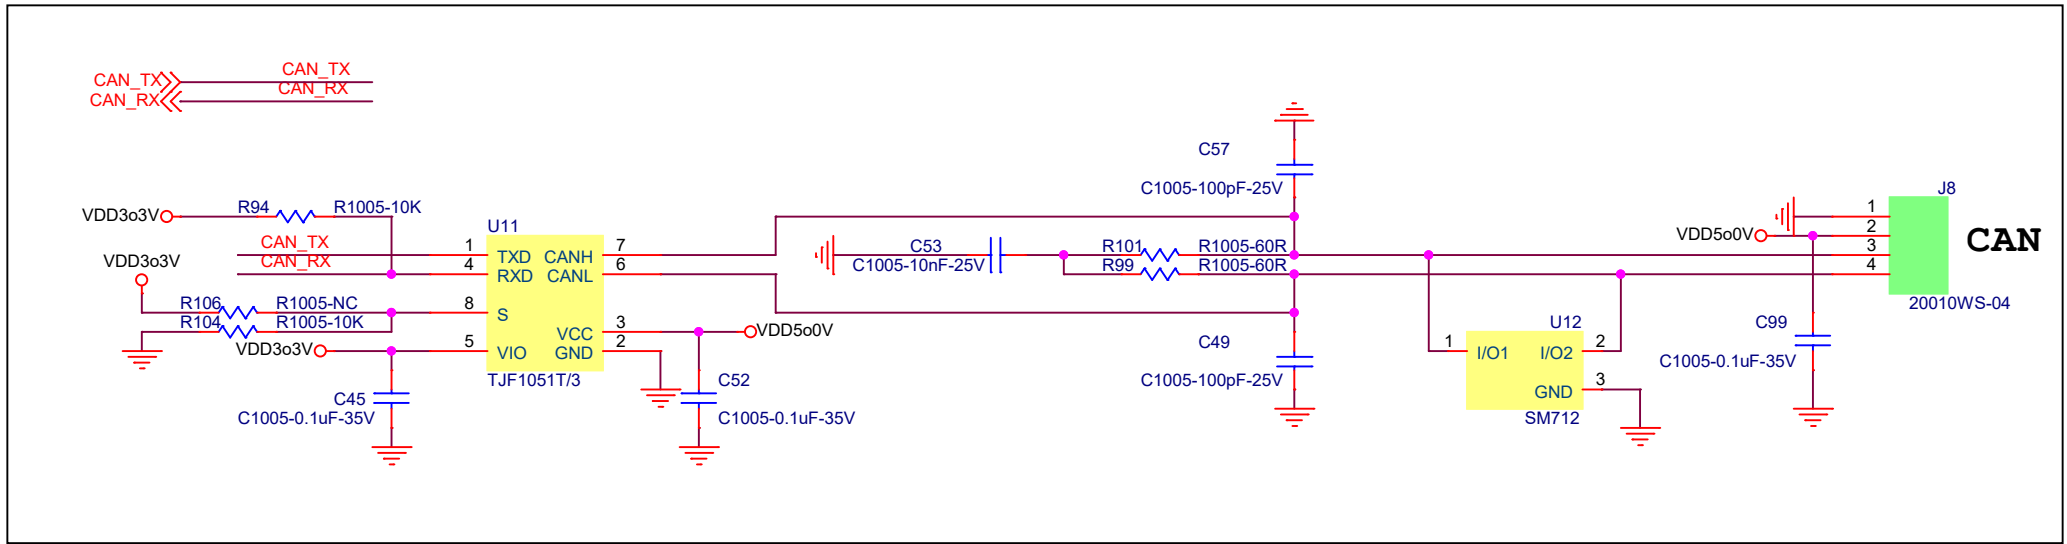 CAN_TX CAN_TX
CAN_RX CAN_RX
C57
C1005-100pF-25V
J8
VDD3o3V R94 R1005-10K
U11
1
VDD5o0V 2
CAN
CAN_TX 1 TXD CANH 7
C53 R101 R1005-60R
3
CAN_RX 4 RXD CANL 6
C1005-10nF-25V R99 R1005-60R
4
VDD3o3V
R106 R1005-NC 8 S
20010WS-04
R104 R1005-10K
VCC 3 VDD5o0V
U12
C99
VDD3o3V 5 VIO GND 2
C49
1 I/O1 I/O2 2
C1005-0.1uF-35V
TJF1051T/3
C52
C1005-100pF-25V
GND 3
C45
C1005-0.1uF-35V
C1005-0.1uF-35V
SM712